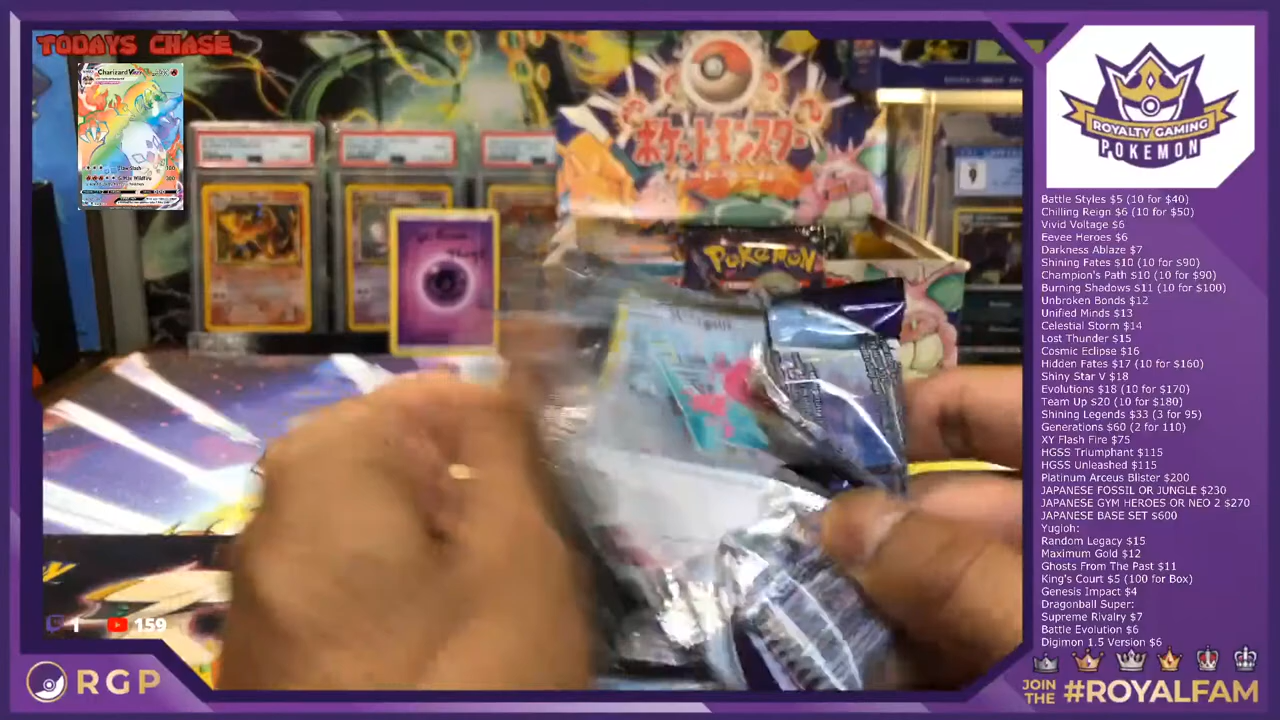 TODAYS CHASE
Charizard
Claw Slash 100
G-Max Wildfire 300
ポケットモンスター
POKéMON
9
ROYALTY GAMING
POKEMON
Battle Styles $5 (10 for $40)
Chilling Reign $6 (10 for $50)
Vivid Voltage $6
Eevee Heroes $6
Darkness Ablaze $7
Shining Fates $10 (10 for $90)
Champion's Path $10 (10 for $90)
Burning Shadows $11 (10 for $100)
Unbroken Bonds $12
Unified Minds $13
Celestial Storm $14
Lost Thunder $15
Cosmic Eclipse $16
Hidden Fates $17 (10 for $160)
Shiny Star V $18
Evolutions $18 (10 for $170)
Team Up $20 (10 for $180)
Shining Legends $33 (3 for 95)
Generations $60 (2 for 110)
XY Flash Fire $75
HGSS Triumphant $115
HGSS Unleashed $115
Platinum Arceus Blister $200
JAPANESE FOSSIL OR JUNGLE $230
JAPANESE GYM HEROES OR NEO 2 $270
JAPANESE BASE SET $600
Yugioh:
Random Legacy $15
Maximum Gold $12
Ghosts From The Past $11
King's Court $5 (100 for Box)
Genesis Impact $4
Dragonball Super:
Supreme Rivalry $7
Battle Evolution $6
Digimon 1.5 Version $6
1 159
RGP
JOIN THE #ROYALFAM